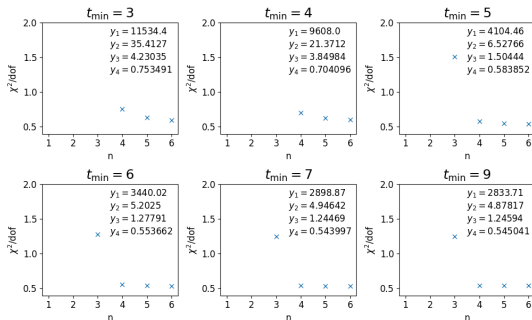 t_min = 3
y₁ = 11534.4
y₂ = 35.4127
y₃ = 4.23035
y₄ = 0.753491
χ²/dof
2.0
1.5
1.0
0.5
1 2 3 4 5 6
n
t_min = 4
y₁ = 9608.0
y₂ = 21.3712
y₃ = 3.84984
y₄ = 0.704096
χ²/dof
2.0
1.5
1.0
0.5
1 2 3 4 5 6
n
t_min = 5
y₁ = 4104.46
y₂ = 6.52766
y₃ = 1.50444
y₄ = 0.583852
χ²/dof
2.0
1.5
1.0
0.5
1 2 3 4 5 6
n
t_min = 6
y₁ = 3440.02
y₂ = 5.2025
y₃ = 1.27791
y₄ = 0.553662
χ²/dof
2.0
1.5
1.0
0.5
1 2 3 4 5 6
n
t_min = 7
y₁ = 2898.87
y₂ = 4.94642
y₃ = 1.24469
y₄ = 0.543997
χ²/dof
2.0
1.5
1.0
0.5
1 2 3 4 5 6
n
t_min = 9
y₁ = 2833.71
y₂ = 4.87817
y₃ = 1.24594
y₄ = 0.545041
χ²/dof
2.0
1.5
1.0
0.5
1 2 3 4 5 6
n